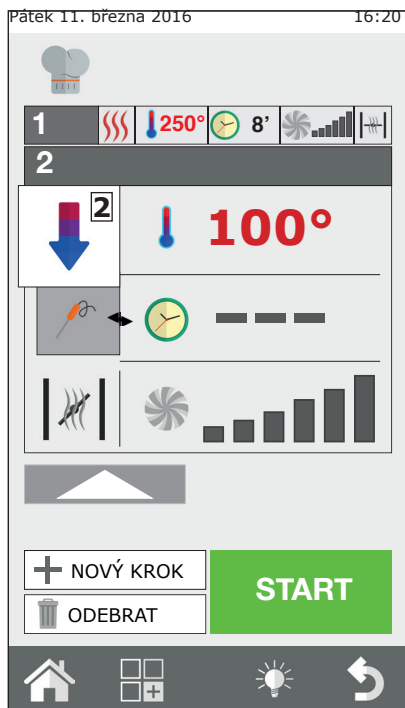 Pátek 11. března 2016 16:20
1 250° 8’
2
2 100°
NOVÝ KROK
START
ODEBRAT